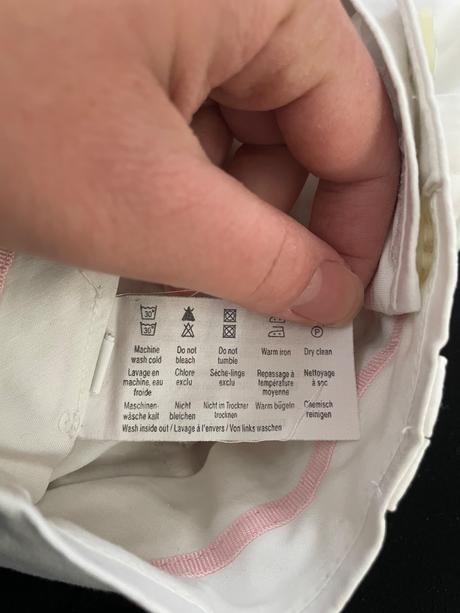 30°
30°
P
Machine
wash cold
Do not
bleach
Do not
tumble
Warm iron
Dry clean
Lavage en
machine, eau
froide
Chlore
exclu
Sèche-linge
exclu
Repassage à
température
moyenne
Nettoyage
à sec
Maschinen-
wäsche kalt
Nicht
bleichen
Nicht im Trockner
trocknen
Warm bügeln
Chemisch
reinigen
Wash inside out / Lavage à l'envers / Von links waschen